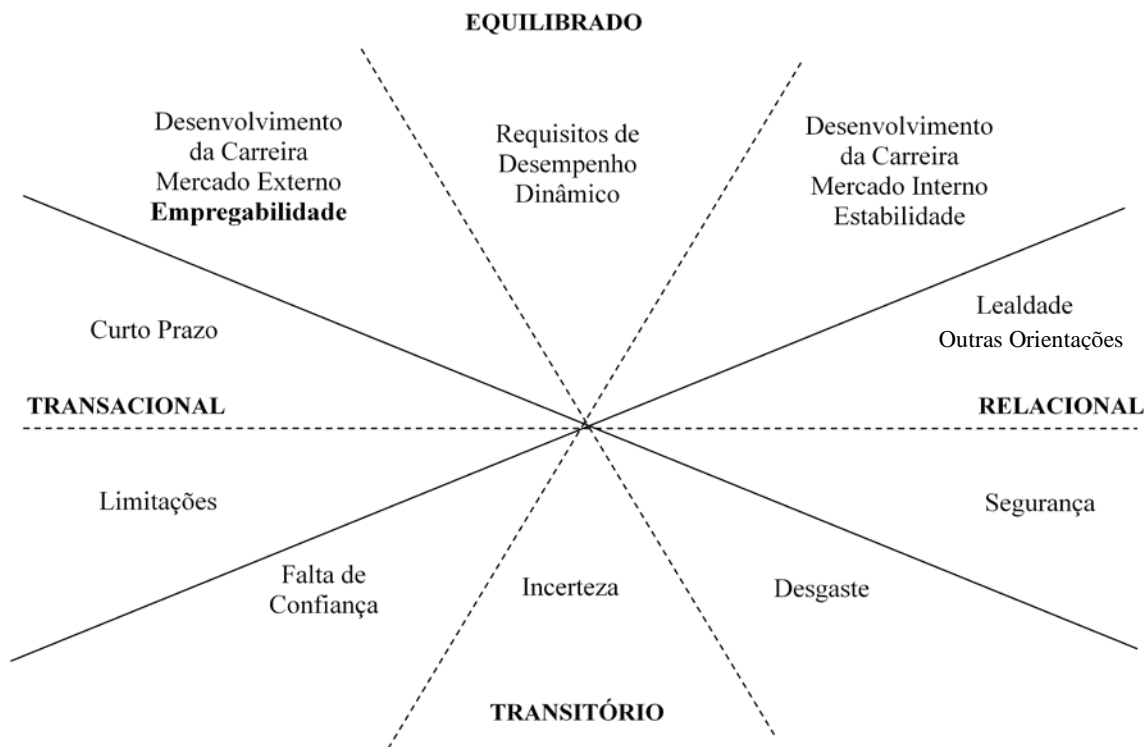 EQUILIBRADO
Desenvolvimento
da Carreira
Mercado Externo
Empregabilidade
Requisitos de
Desempenho
Dinâmico
Desenvolvimento
da Carreira
Mercado Interno
Estabilidade
Curto Prazo
Lealdade
Outras Orientações
TRANSACIONAL
RELACIONAL
Limitações
Segurança
Falta de
Confiança
Incerteza
Desgaste
TRANSITÓRIO